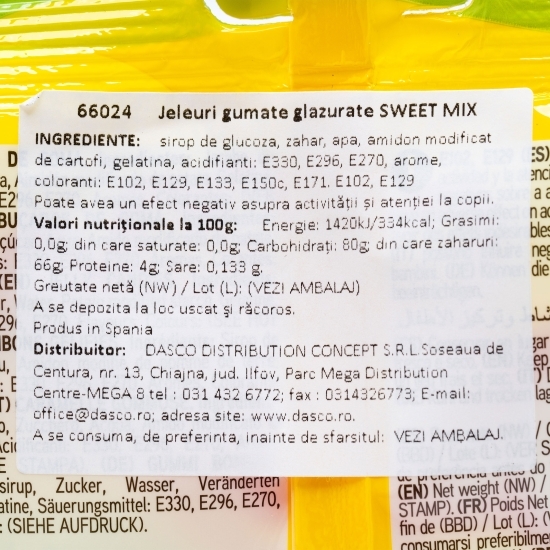 66024 Jeleuri gumate glazurate SWEET MIX
INGREDIENTE: sirop de glucoza, zahar, apa, amidon modificat
de cartofi, gelatina, acidifianti: E330, E296, E270, arome,
coloranti: E102, E129, E133, E150c, E171. E102, E129
Poate avea un efect negativ asupra activității și atenției la copii.
Valori nutriționale la 100g: Energie: 1420kJ/334kcal; Grasimi:
0,0g; din care saturate: 0,0g; Carbohidrați: 80g; din care zaharuri:
66g; Proteine: 4g; Sare: 0,133 g.
Greutate netă (NW) / Lot (L): (VEZI AMBALAJ)
A se depozita la loc uscat și răcoros.
Produs in Spania
Distribuitor: DASCO DISTRIBUTION CONCEPT S.R.L.Soseaua de
Centura, nr. 13, Chiajna, jud. Ilfov, Parc Mega Distribution
Centre-MEGA 8 tel : 031 432 6772; fax : 0314326773; E-mail:
office@dasco.ro; adresa site: www.dasco.ro.
A se consuma, de preferinta, inainte de sfarsitul: VEZI AMBALAJ.
sirup, Zucker, Wasser, Veränderten
Säuerungsmittel: E330, E296, E270,
(SIEHE AUFDRUCK).
de preferência antes do
(EN) Net weight (NW) /
STAMP). (FR) Poids Net
fin de (BBD) / Lot (L):